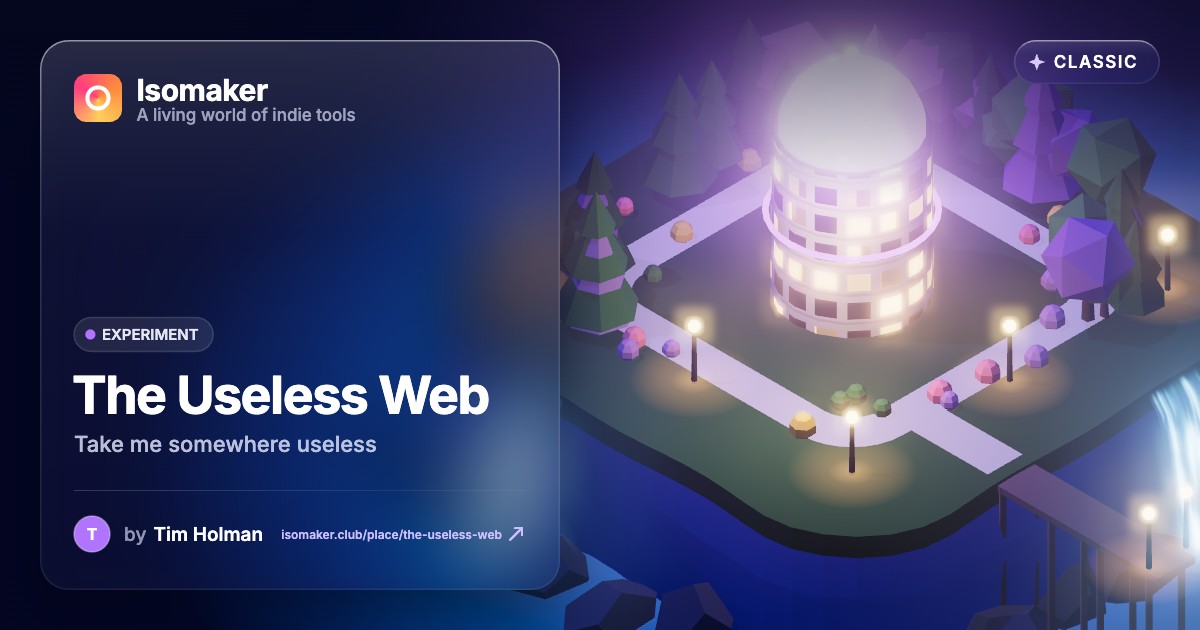 Isomaker
A living world of indie tools
CLASSIC
EXPERIMENT
The Useless Web
Take me somewhere useless
T
by Tim Holman
isomaker.club/place/the-useless-web